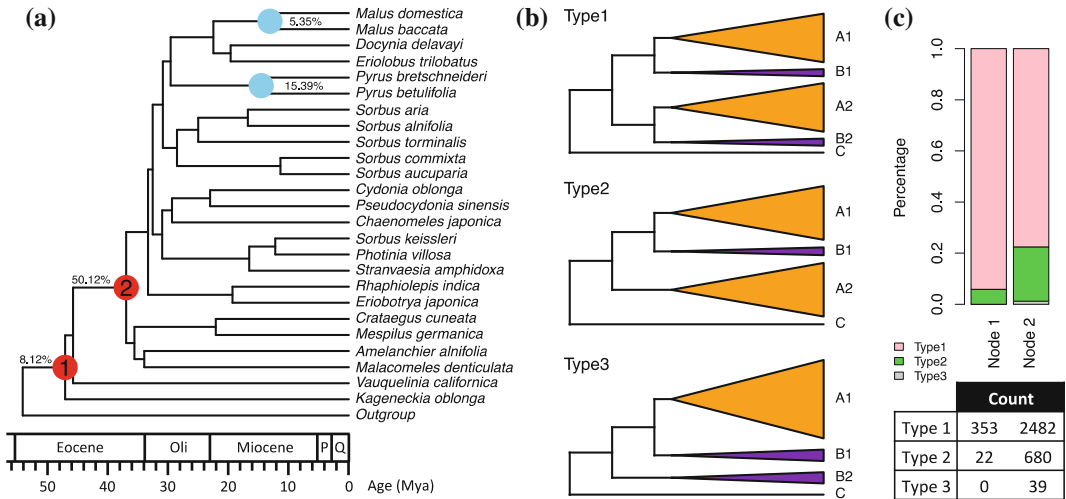 (a)
Malus domestica
5.35%
Malus baccata
Docynia delavayi
Eriolobus trilobatus
Pyrus bretschneideri
15.39%
Pyrus betulifolia
Sorbus aria
Sorbus alnifolia
Sorbus torminalis
Sorbus commixta
Sorbus aucuparia
Cydonia oblonga
Pseudocydonia sinensis
Chaenomeles japonica
Sorbus keissleri
Photinia villosa
Stranvaesia amphidoxa
50.12%
2
Rhaphiolepis indica
Eriobotrya japonica
Crataegus cuneata
Mespilus germanica
Amelanchier alnifolia
8.12%
1
Malacomeles denticulata
Vauquelinia californica
Kageneckia oblonga
Outgroup
Eocene Oli Miocene P Q
50 40 30 20 10 0 Age (Mya)
(b)
Type1
A1
B1
A2
B2
C
Type2
A1
B1
A2
C
Type3
A1
B1
B2
C
(c)
Percentage
1.0
0.8
0.6
0.4
0.2
0.0
Node 1
Node 2
Type1
Type2
Type3
Count
Type 1 353 2482
Type 2 22 680
Type 3 0 39